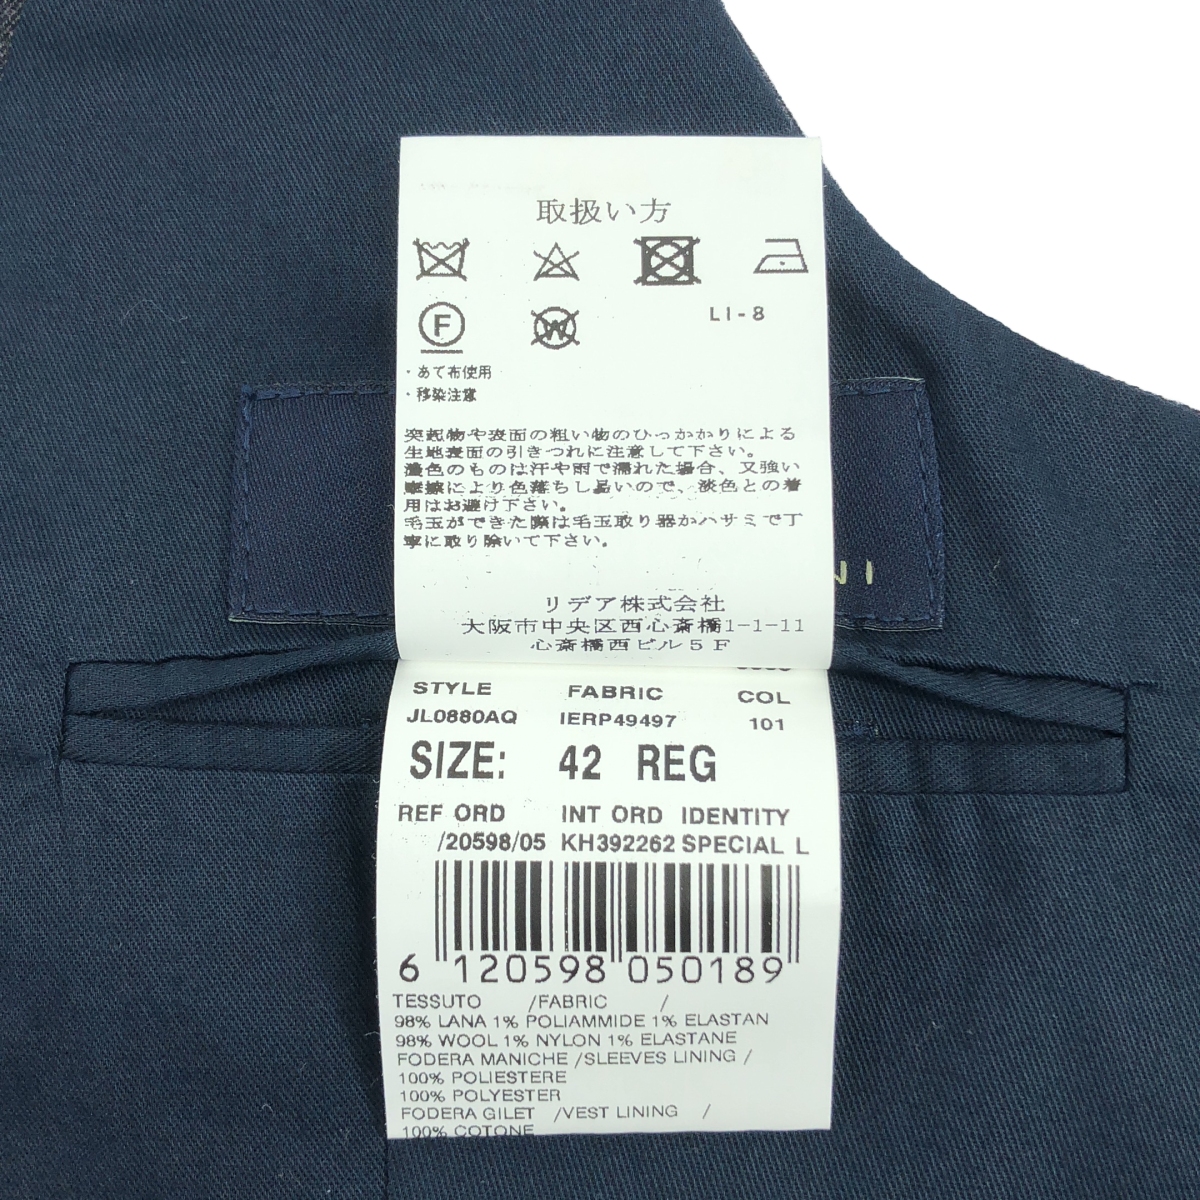 取扱い方
LI-8
F
W
・あて布使用
・移染注意
突起物や表面の粗い物のひっかかりによる
生地表面の引きつれに注意して下さい。
濃色のものは汗や雨で濡れた場合、又強い
摩擦により色落ちし易いので、淡色との着
用はお避け下さい。
毛玉ができた際は毛玉取り器かハサミで丁
寧に取り除いて下さい。
NI
リデア株式会社
大阪市中央区西心斎橋1-1-11
心斎橋西ビル5F
STYLE FABRIC COL
JL0880AQ IERP49497 101
SIZE: 42 REG
REF ORD INT ORD IDENTITY
/20598/05 KH392262 SPECIAL L
6 120598 050189
TESSUTO /FABRIC /
98% LANA 1% POLIAMMIDE 1% ELASTAN
98% WOOL 1% NYLON 1% ELASTANE
FODERA MANICHE /SLEEVES LINING /
100% POLIESTERE
100% POLYESTER
FODERA GILET /VEST LINING /
100% COTONE